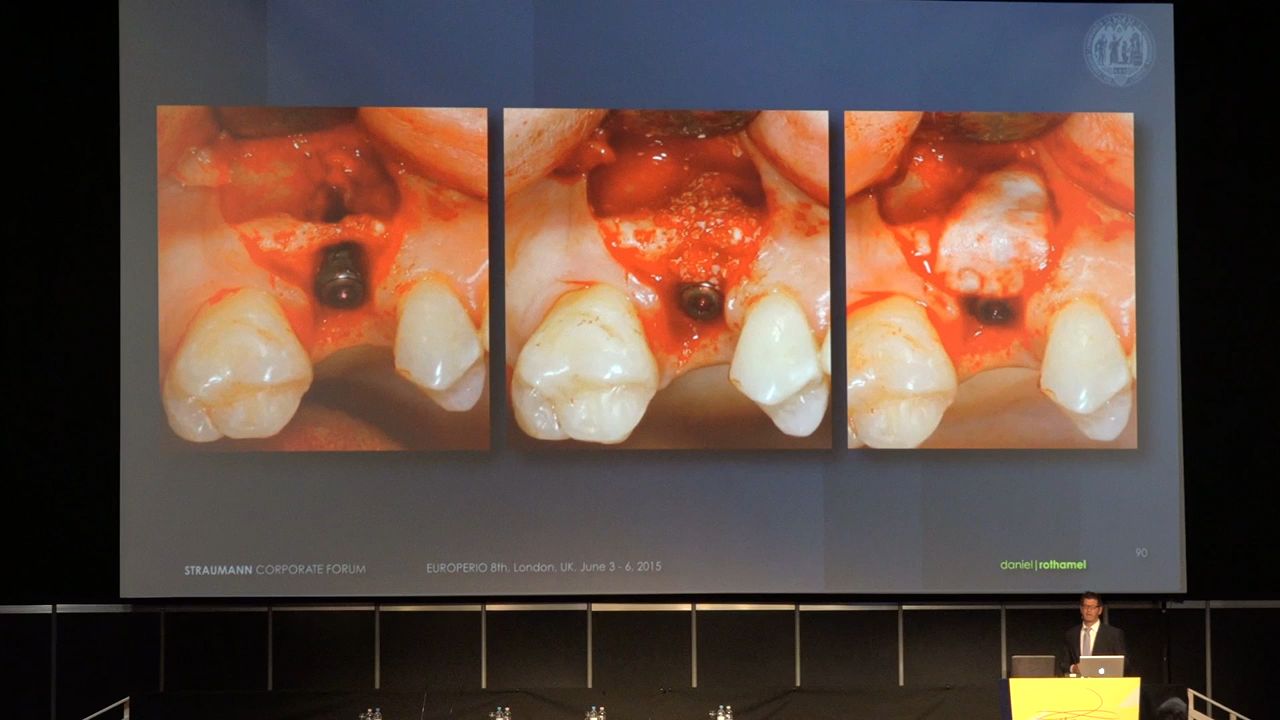 90
STRAUMANN CORPORATE FORUM
EUROPERIO 8th, London, UK, June 3 - 6, 2015
daniel|rothamel